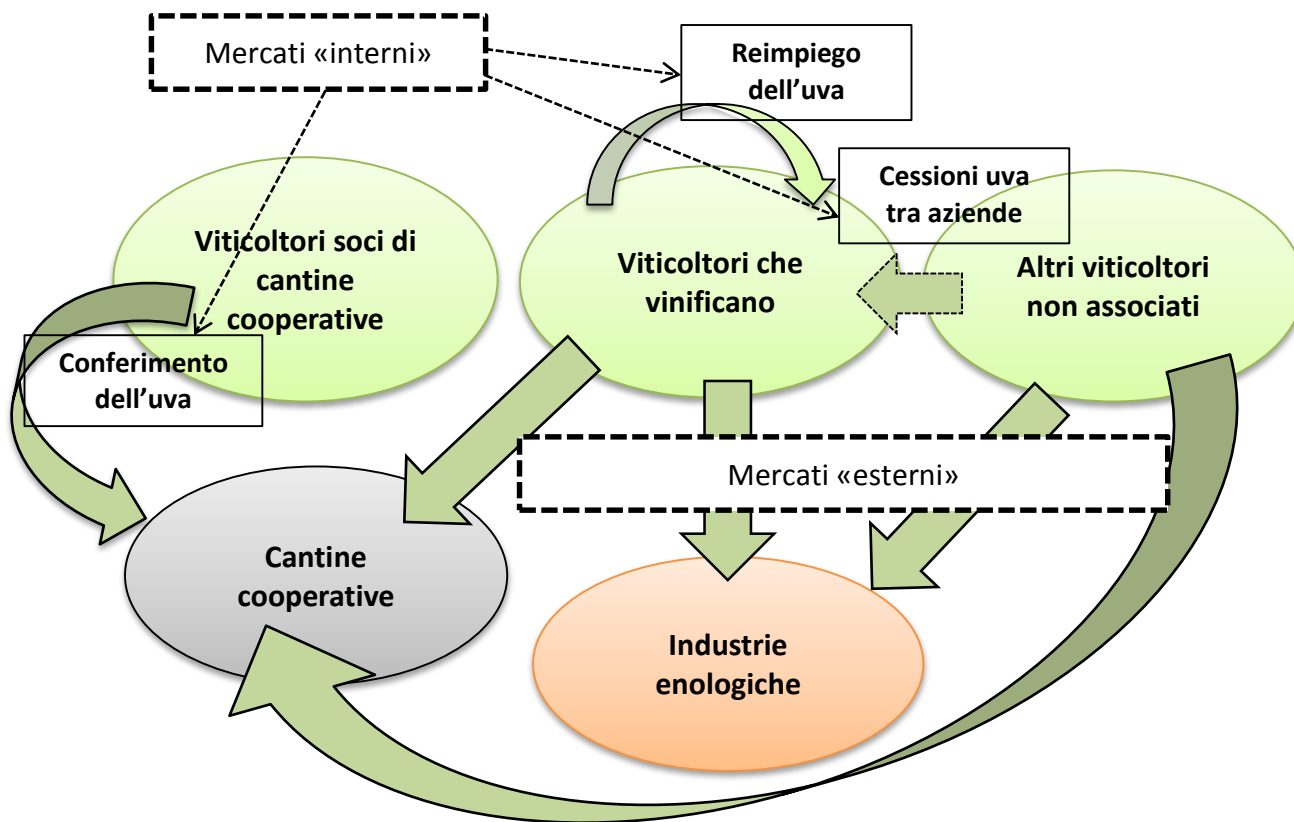 Mercati «interni»
Reimpiego
dell’uva
Cessioni uva
tra aziende
Viticoltori soci di
cantine
cooperative
Viticoltori che
vinificano
Altri viticoltori
non associati
Conferimento
dell’uva
Mercati «esterni»
Cantine
cooperative
Industrie
enologiche